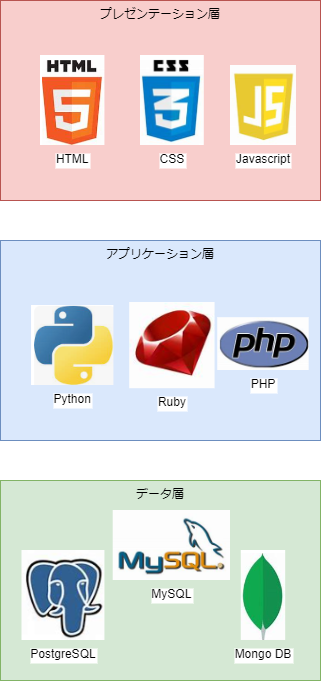 プレゼンテーション層
HTML
5
CSS
3
JS
HTML
CSS
Javascript
アプリケーション層
php
Python
Ruby
PHP
データ層
MySQL®
MySQL
PostgreSQL
Mongo DB